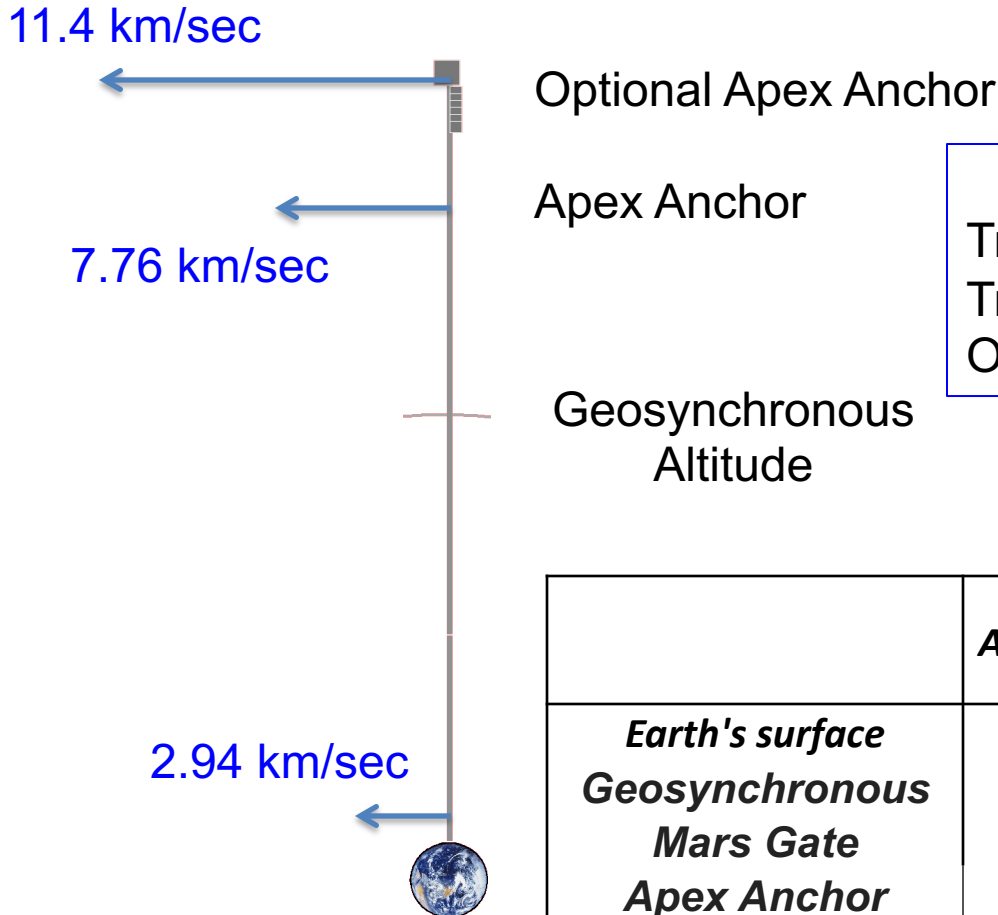 11.4 km/sec
Optional Apex Anchor
Apex Anchor
7.76 km/sec
Geosynchronous
Altitude
2.94 km/sec
Earth's surface
Geosynchronous
Mars Gate
Apex Anchor